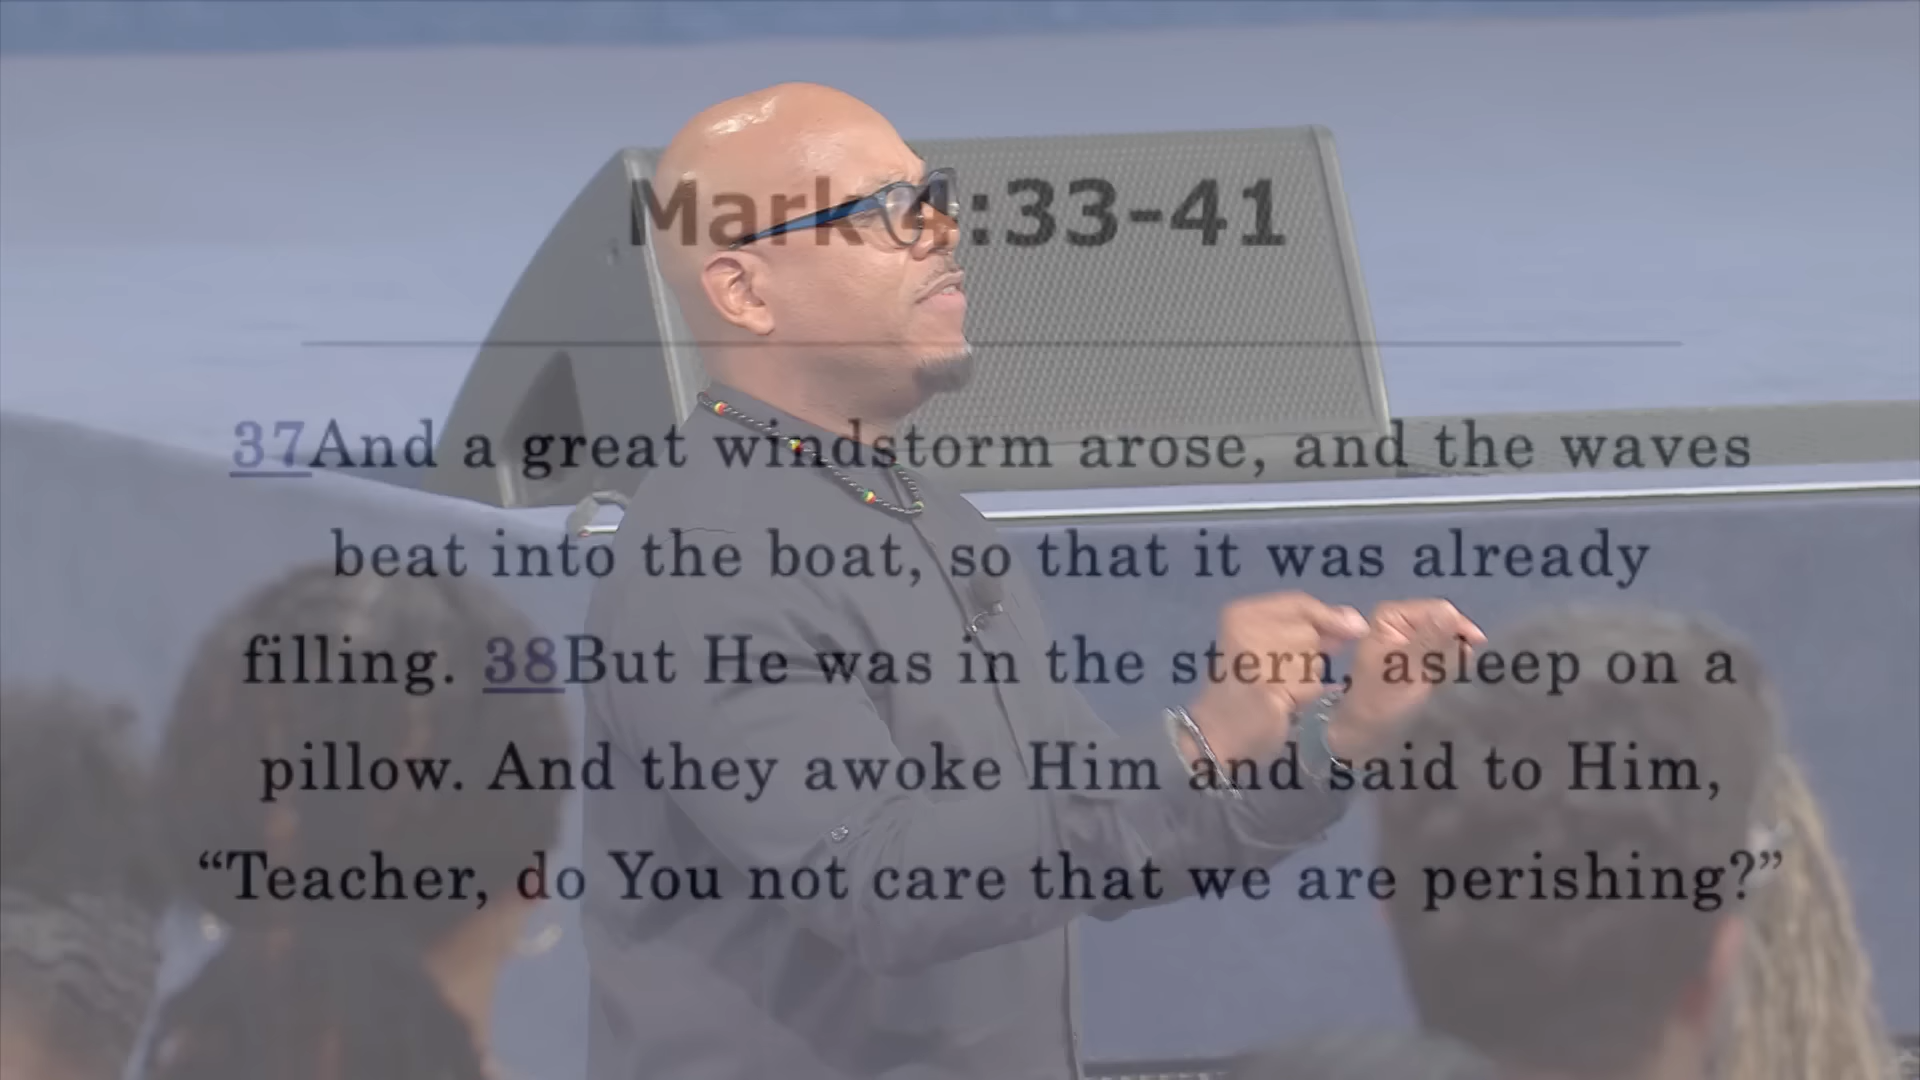 Mark 4:33-41
37And a great windstorm arose, and the waves
beat into the boat, so that it was already
filling. 38But He was in the stern, asleep on a
pillow. And they awoke Him and said to Him,
“Teacher, do You not care that we are perishing?”